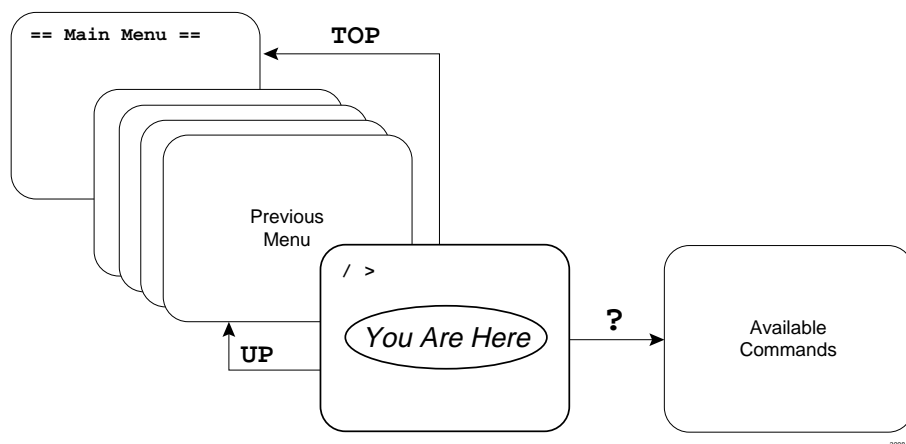 == Main Menu ==
TOP
Previous
Menu
/ >
You Are Here
UP
?
Available
Commands